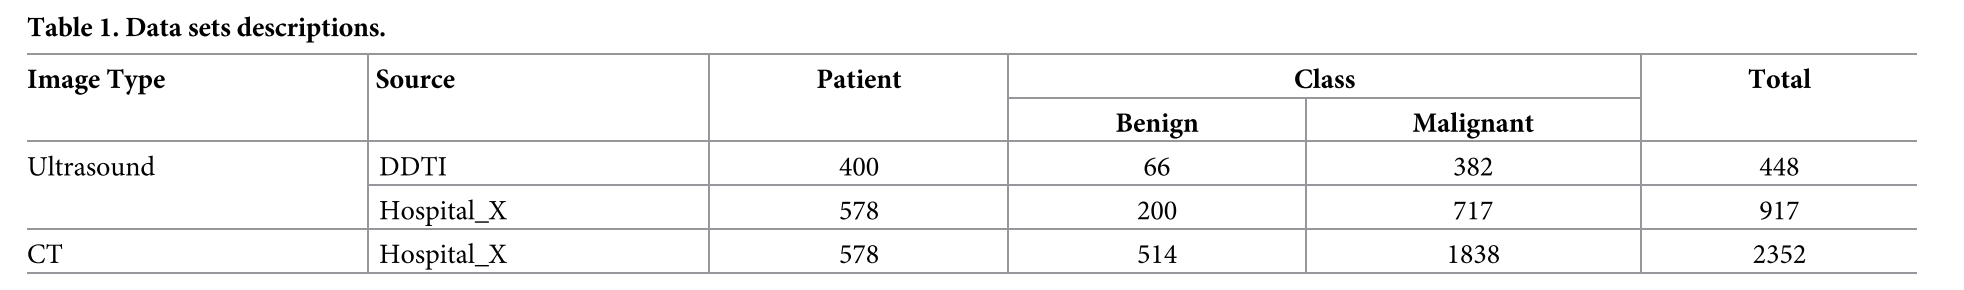 Table 1. Data sets descriptions.
Image Type Source Patient Class Total
Benign Malignant
Ultrasound DDTI 400 66 382 448
Hospital_X 578 200 717 917
CT Hospital_X 578 514 1838 2352